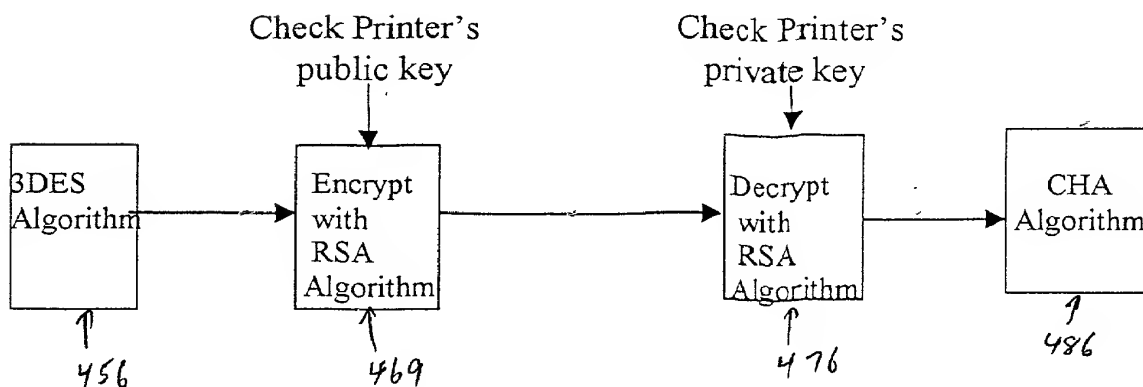 Check Printer's
public key
Check Printer's
private key
3DES
Algorithm
Encrypt
with
RSA
Algorithm
Decrypt
with
RSA
Algorithm
CHA
Algorithm
456
469
476
486